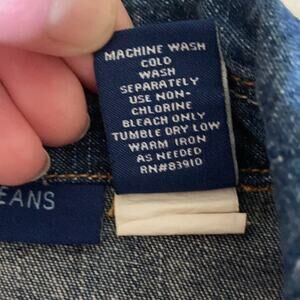 MACHINE WASH
COLD
WASH
SEPARATELY
USE NON-
CHLORINE
BLEACH ONLY
TUMBLE DRY LOW
WARM IRON
AS NEEDED
RN#83910
EANS